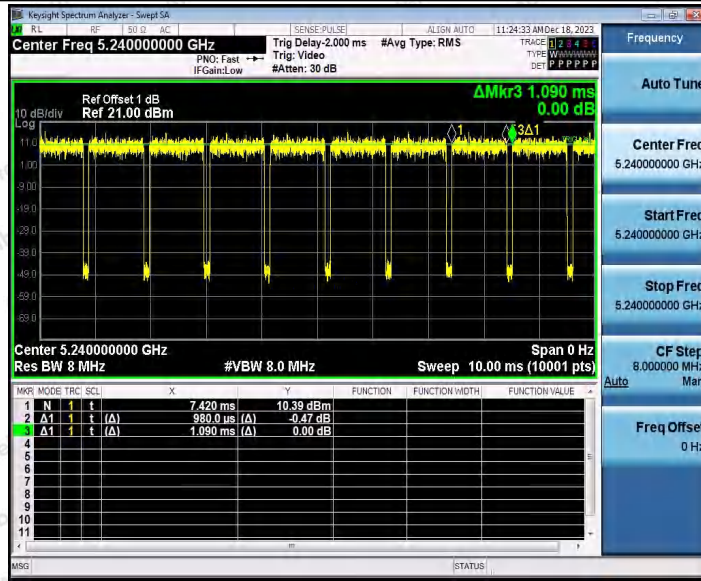 Keysight Spectrum Analyzer - Swept SA
RL RF 50 Ω AC SENSE:PULSE ALIGN AUTO 11:24:33 AM Dec 18, 2023
Center Freq 5.240000000 GHz
PNO: Fast
IFGain:Low
Trig Delay-2.000 ms
Trig: Video
#Atten: 30 dB
#Avg Type: RMS
TRACE 1 2 3 4 5 6
TYPE W
DET P P P P P P
ΔMkr3 1.090 ms
0.00 dB
Ref Offset 1 dB
10 dB/div Ref 21.00 dBm
Log
11.0
1.00
-9.00
-19.0
-29.0
-39.0
-49.0
-59.0
-69.0
1
3Δ1
Center 5.240000000 GHz Span 0 Hz
Res BW 8 MHz #VBW 8.0 MHz Sweep 10.00 ms (10001 pts)
MKR MODE TRC SCL X Y FUNCTION FUNCTION WIDTH FUNCTION VALUE
1 N 1 t 7.420 ms 10.39 dBm
2 Δ1 1 t (Δ) 980.0 µs (Δ) -0.47 dB
3 Δ1 1 t (Δ) 1.090 ms (Δ) 0.00 dB
4
5
6
7
8
9
10
11
MSG STATUS
Frequency
Auto Tune
Center Freq
5.240000000 GHz
Start Freq
5.240000000 GHz
Stop Freq
5.240000000 GHz
CF Step
8.000000 MHz
Auto Man
Freq Offset
0 Hz